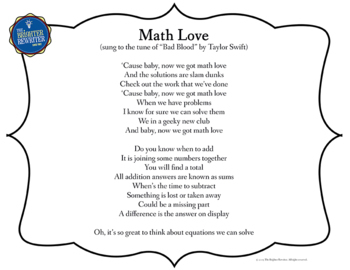 THE
BRIGHTER
REWRITER
Math Love
(sung to the tune of "Bad Blood" by Taylor Swift)
'Cause baby, now we got math love
And the solutions are slam dunks
Check out the work that we've done
'Cause baby, now we got math love
When we have problems
I know for sure we can solve them
We in a geeky new club
And baby, now we got math love
Do you know when to add
It is joining some numbers together
You will find a total
All addition answers are known as sums
When's the time to subtract
Something is lost or taken away
Could be a missing part
A difference is the answer on display
Oh, it's so great to think about equations we can solve